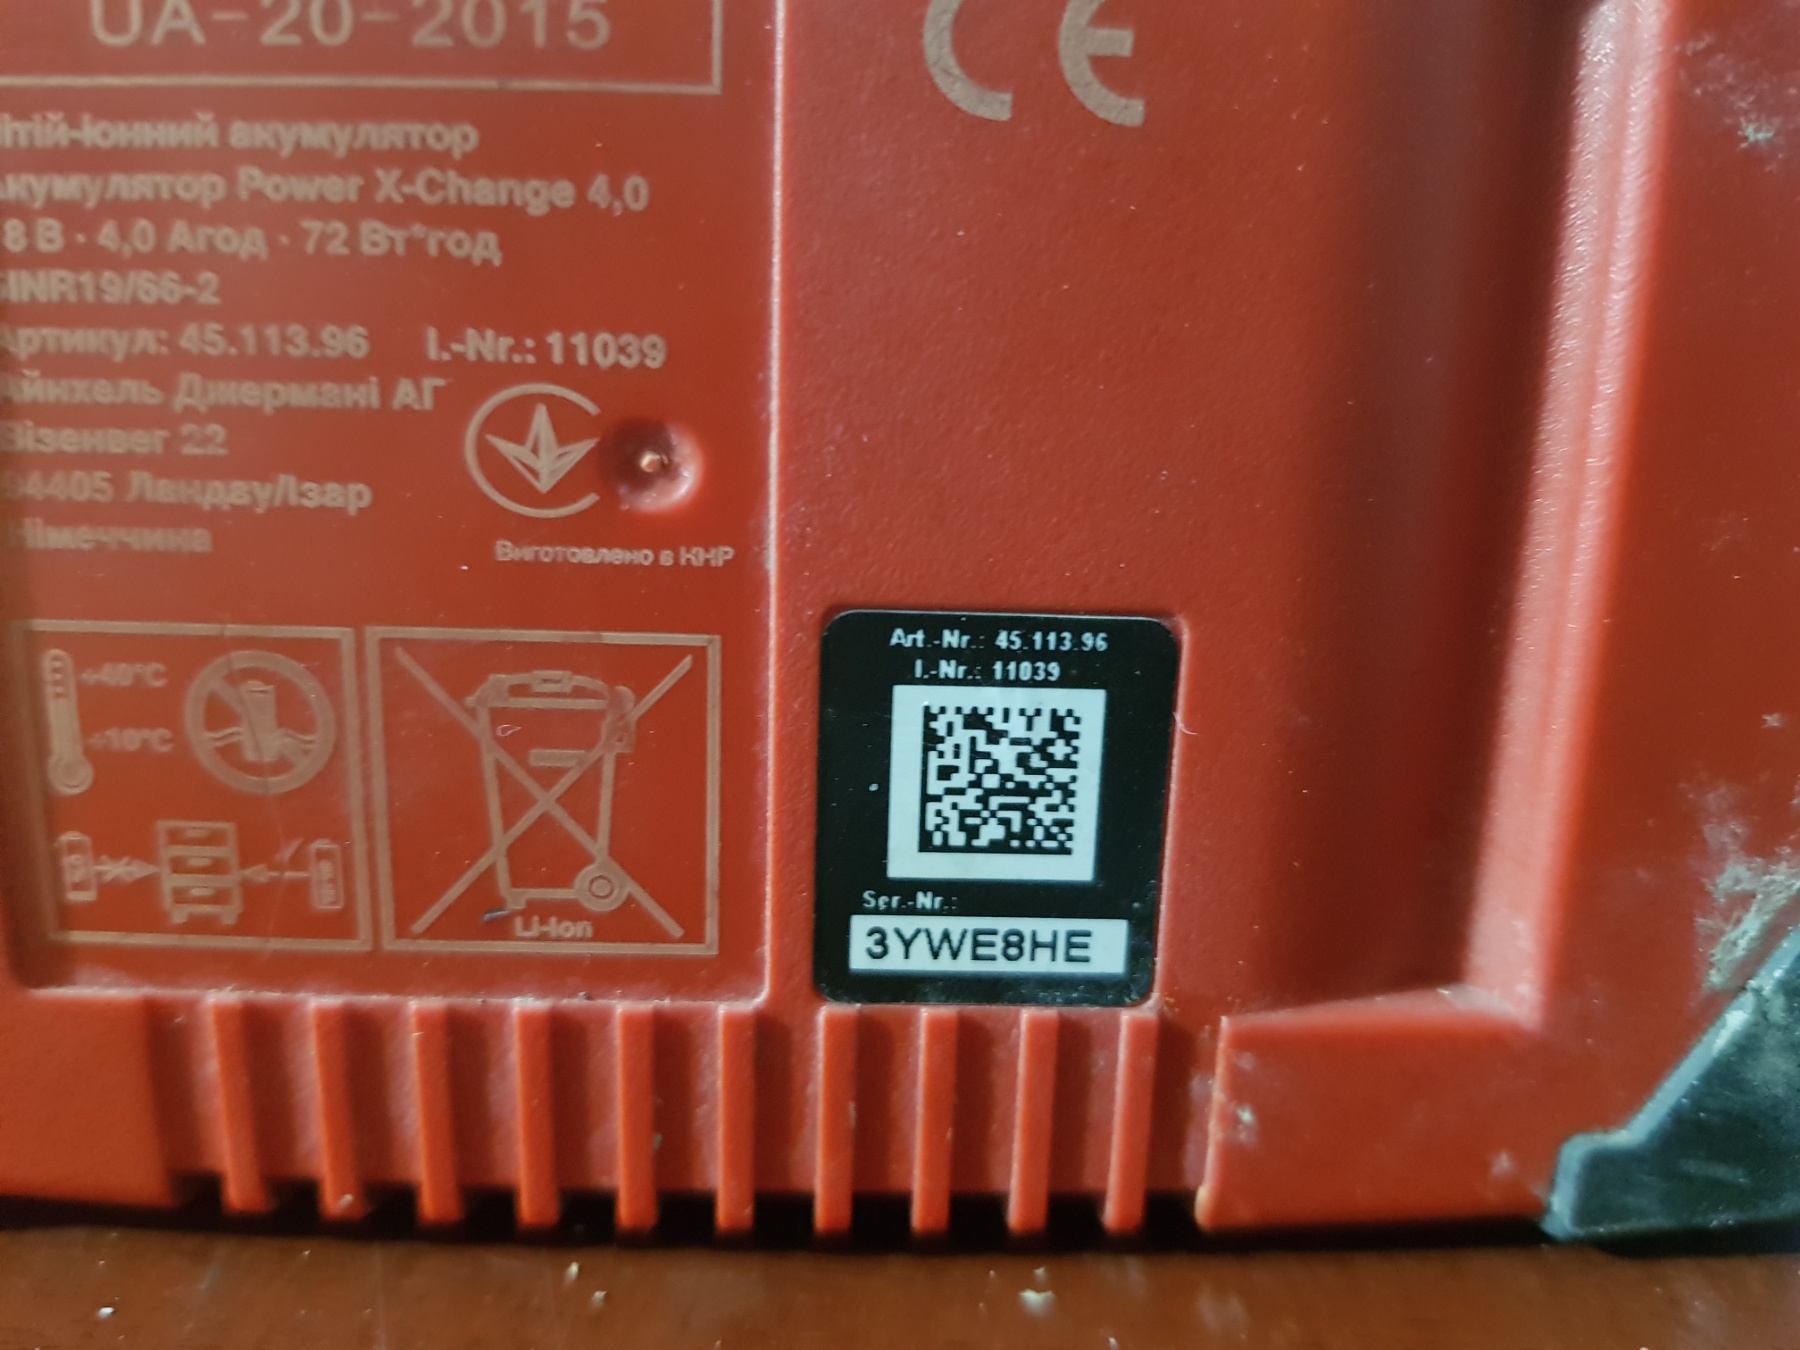 UA-20-2015
CE
ітій-іонний акумулятор
кумулятор Power X-Change 4,0
8 В · 4,0 Агод · 72 Вт*год
INR19/66-2
Артикул: 45.113.96 I.-Nr.: 11039
Айнхель Джермані АГ
Візенвег 22
94405 Ландау/Ізар
Німеччина
Виготовлено в КНР
+40°C
+10°C
Li-Ion
Art.-Nr.: 45.113.96
I.-Nr.: 11039
Ser.-Nr.:
3YWE8HE